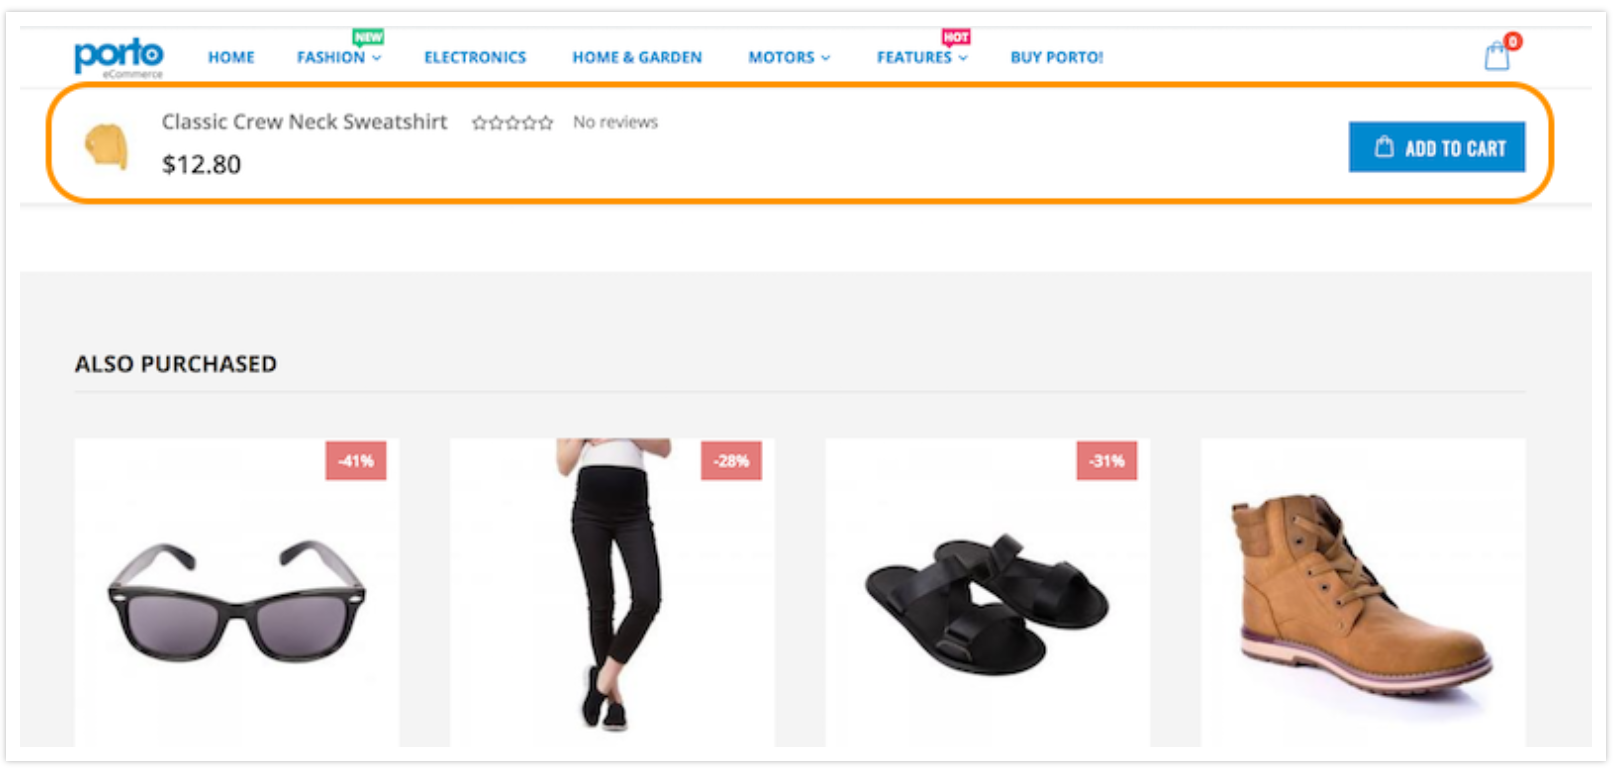 porto
eCommerce
HOME
FASHION
NEW
ELECTRONICS
HOME & GARDEN
MOTORS
FEATURES
HOT
BUY PORTO!
0
Classic Crew Neck Sweatshirt
No reviews
$12.80
ADD TO CART
ALSO PURCHASED
-41%
-28%
-31%